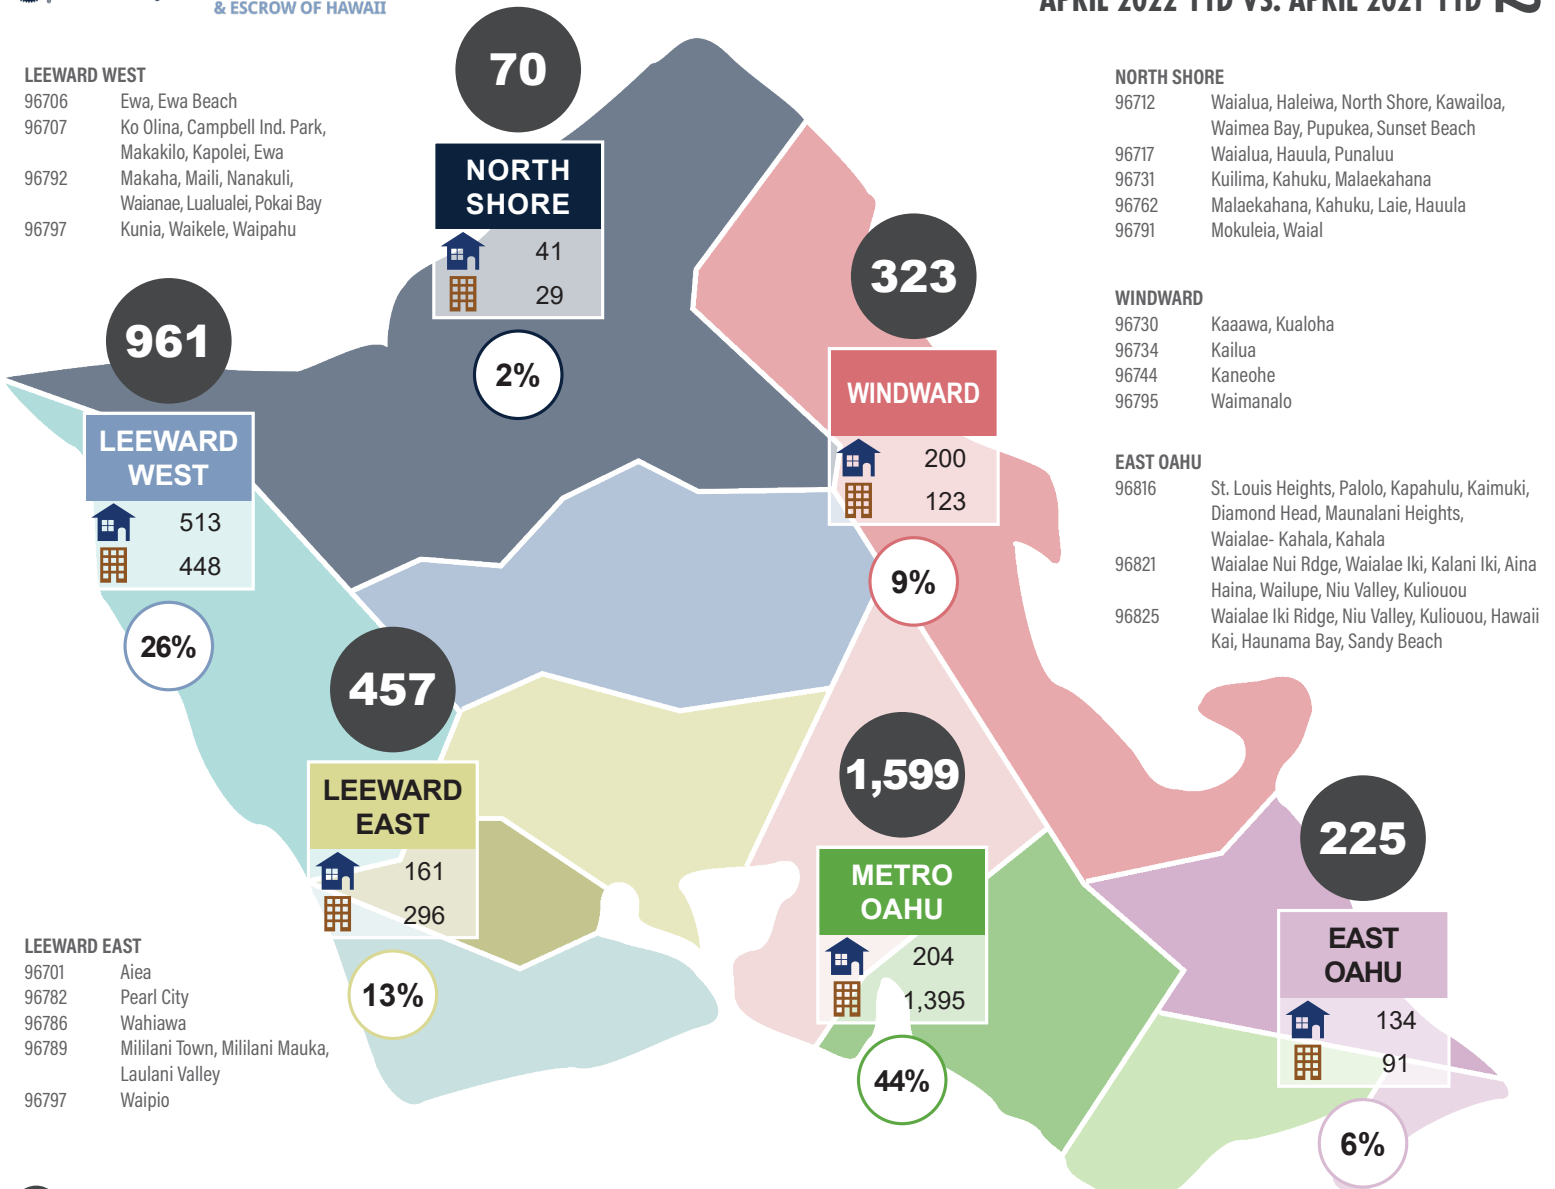 & ESCROW OF HAWAII
APRIL 2022 YTD VS. APRIL 2021 YTD
LEEWARD WEST
96706 Ewa, Ewa Beach
96707 Ko Olina, Campbell Ind. Park,
Makakilo, Kapolei, Ewa
96792 Makaha, Maili, Nanakuli,
Waianae, Lualualei, Pokai Bay
96797 Kunia, Waikele, Waipahu
70
NORTH
SHORE
41
29
2%
NORTH SHORE
96712 Waialua, Haleiwa, North Shore, Kawailoa,
Waimea Bay, Pupukea, Sunset Beach
96717 Waialua, Hauula, Punaluu
96731 Kuilima, Kahuku, Malaekahana
96762 Malaekahana, Kahuku, Laie, Hauula
96791 Mokuleia, Waial
WINDWARD
96730 Kaaawa, Kualoha
96734 Kailua
96744 Kaneohe
96795 Waimanalo
EAST OAHU
96816 St. Louis Heights, Palolo, Kapahulu, Kaimuki,
Diamond Head, Maunalani Heights,
Waialae- Kahala, Kahala
96821 Waialae Nui Rdge, Waialae Iki, Kalani Iki, Aina
Haina, Wailupe, Niu Valley, Kuliouou
96825 Waialae Iki Ridge, Niu Valley, Kuliouou, Hawaii
Kai, Haunama Bay, Sandy Beach
323
WINDWARD
200
123
9%
961
LEEWARD
WEST
513
448
26%
457
LEEWARD
EAST
161
296
13%
1,599
METRO
OAHU
204
1,395
44%
225
EAST
OAHU
134
91
6%
LEEWARD EAST
96701 Aiea
96782 Pearl City
96786 Wahiawa
96789 Mililani Town, Mililani Mauka,
Laulani Valley
96797 Waipio